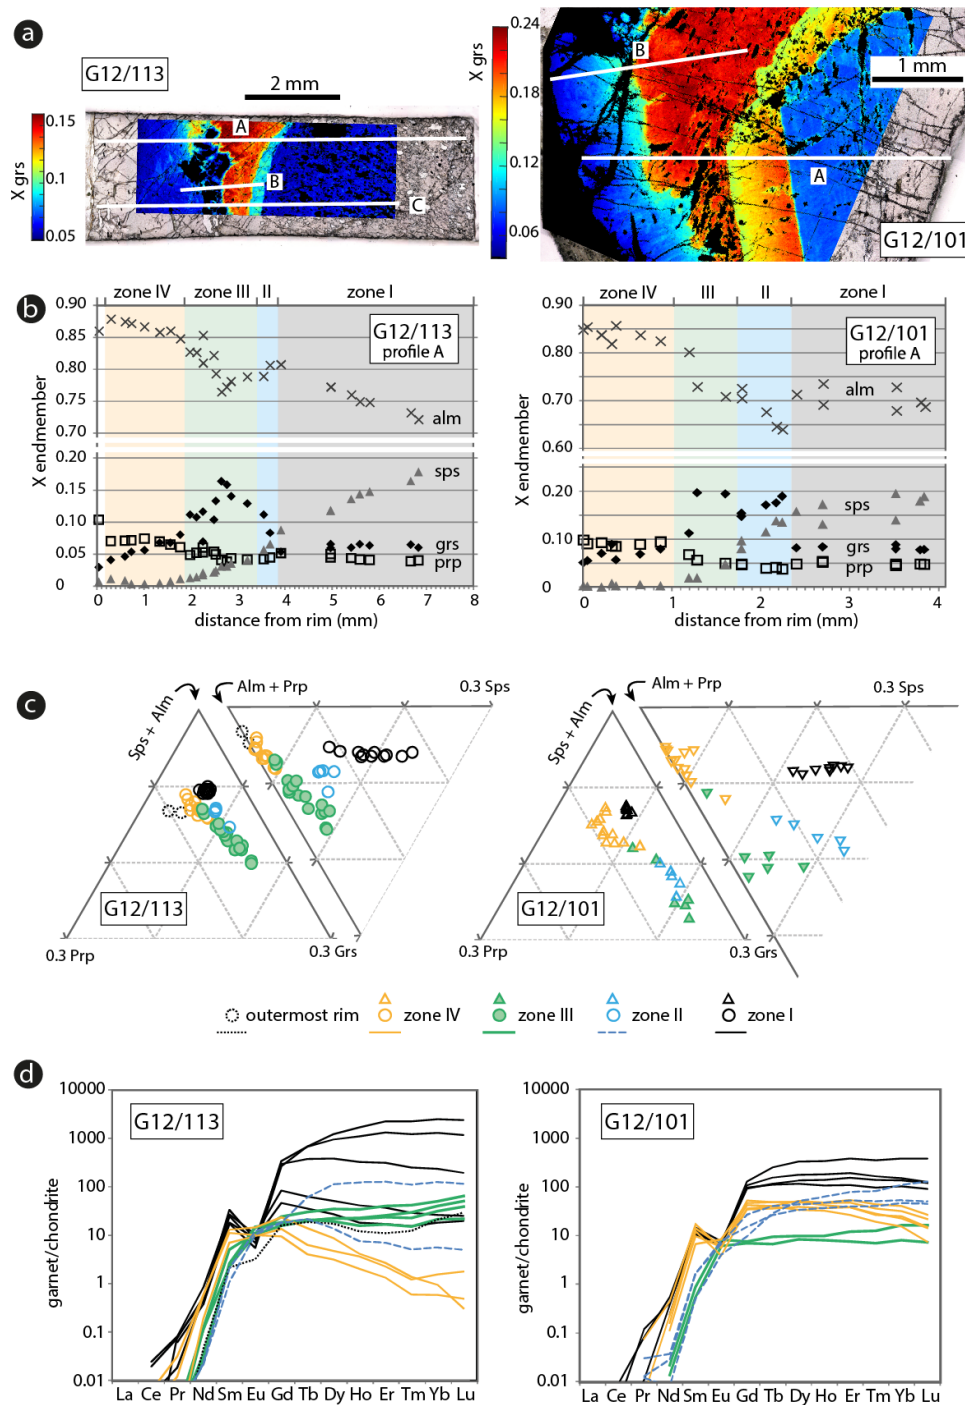 a
G12/113
2 mm
X grs
0.15
0.05
A
B
C
X grs
0.24
0.18
0.12
0.06
B
A
1 mm
G12/101
b
zone IV
zone III
II
zone I
0.90
0.85
0.80
0.75
0.70
0.20
0.15
0.10
0.05
0
X endmember
G12/113
profile A
alm
sps
grs
prp
0 1 2 3 4 5 6 7 8
distance from rim (mm)
zone IV
III
II
zone I
0.90
0.80
0.70
0.60
0.20
0.10
0
X endmember
G12/101
profile A
alm
sps
grs
prp
0 1 2 3 4
distance from rim (mm)
c
Sps + Alm
Alm + Prp
0.3 Sps
G12/113
0.3 Prp
0.3 Grs
Sps + Alm
Alm + Prp
0.3 Sps
G12/101
0.3 Prp
0.3 Grs
outermost rim
zone IV
zone III
zone II
zone I
d
10000
1000
100
10
1
0.1
0.01
garnet/chondrite
G12/113
La Ce Pr Nd Sm Eu Gd Tb Dy Ho Er Tm Yb Lu
10000
1000
100
10
1
0.1
0.01
garnet/chondrite
G12/101
La Ce Pr Nd Sm Eu Gd Tb Dy Ho Er Tm Yb Lu